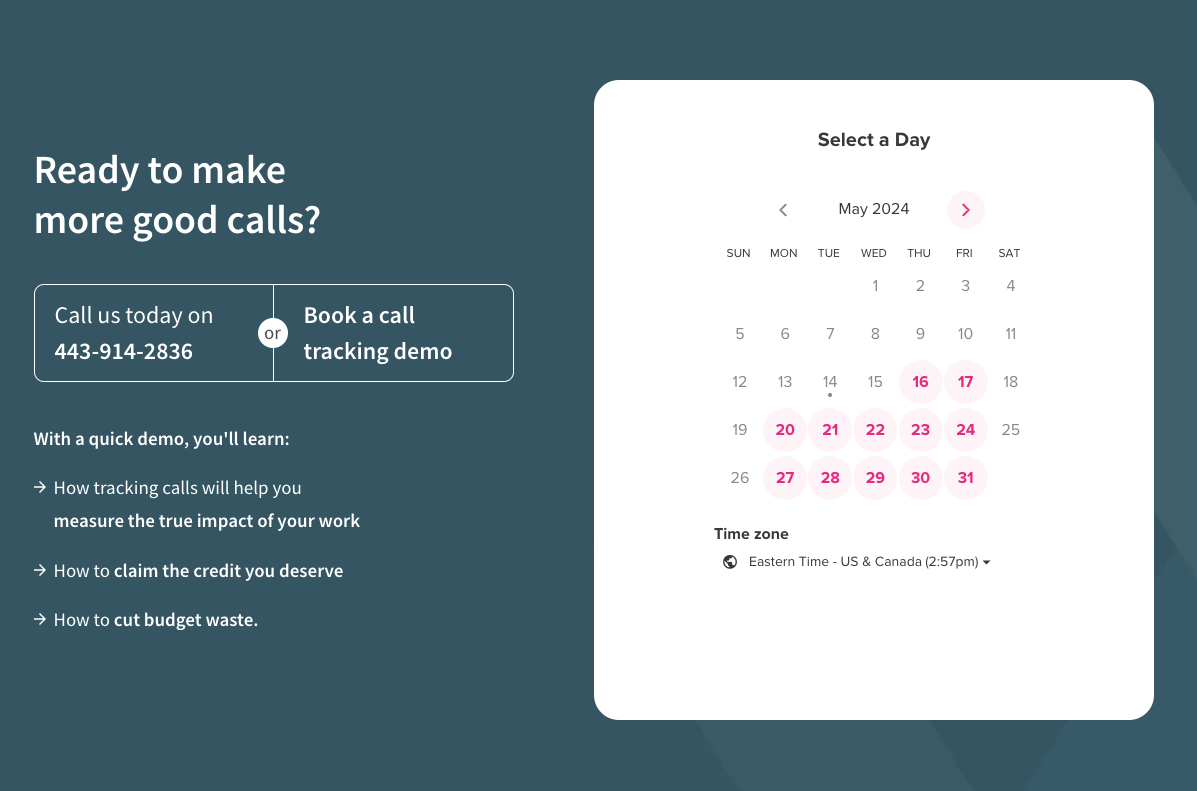 Ready to make
more good calls?
Call us today on
443-914-2836
or
Book a call
tracking demo
With a quick demo, you'll learn:
→ How tracking calls will help you
measure the true impact of your work
→ How to claim the credit you deserve
→ How to cut budget waste.
Select a Day
May 2024
SUN MON TUE WED THU FRI SAT
1 2 3 4
5 6 7 8 9 10 11
12 13 14 15 16 17 18
19 20 21 22 23 24 25
26 27 28 29 30 31
Time zone
Eastern Time - US & Canada (2:57pm)